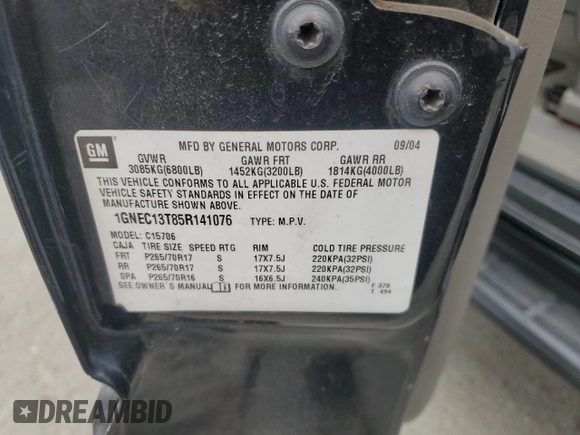 GM
MFD BY GENERAL MOTORS CORP. 09/04
GVWR GAWR FRT GAWR RR
3085KG(6800LB) 1452KG(3200LB) 1814KG(4000LB)
THIS VEHICLE CONFORMS TO ALL APPLICABLE U.S. FEDERAL MOTOR
VEHICLE SAFETY STANDARDS IN EFFECT ON THE DATE OF
MANUFACTURE SHOWN ABOVE.
1GNEC13T85R141076 TYPE: M.P.V.
MODEL: C15706
CAJA TIRE SIZE SPEED RTG RIM COLD TIRE PRESSURE
FRT P265/70R17 S 17X7.5J 220KPA(32PSI)
RR P265/70R17 S 17X7.5J 220KPA(32PSI)
SPA P265/70R16 S 16X6.5J 240KPA(35PSI)
SEE OWNER'S MANUAL FOR MORE INFORMATION. F 370
T 484
DREAMBID